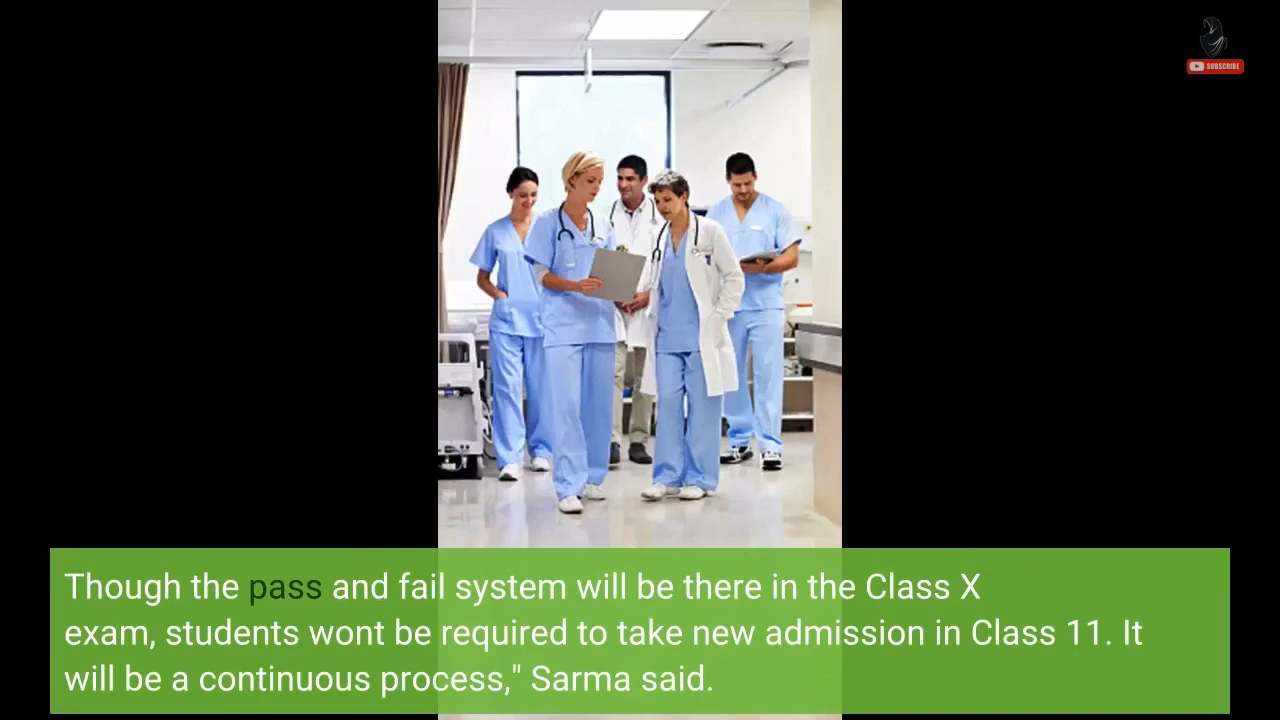 SUBSCRIBE
Though the pass and fail system will be there in the Class X
exam, students wont be required to take new admission in Class 11. It
will be a continuous process," Sarma said.